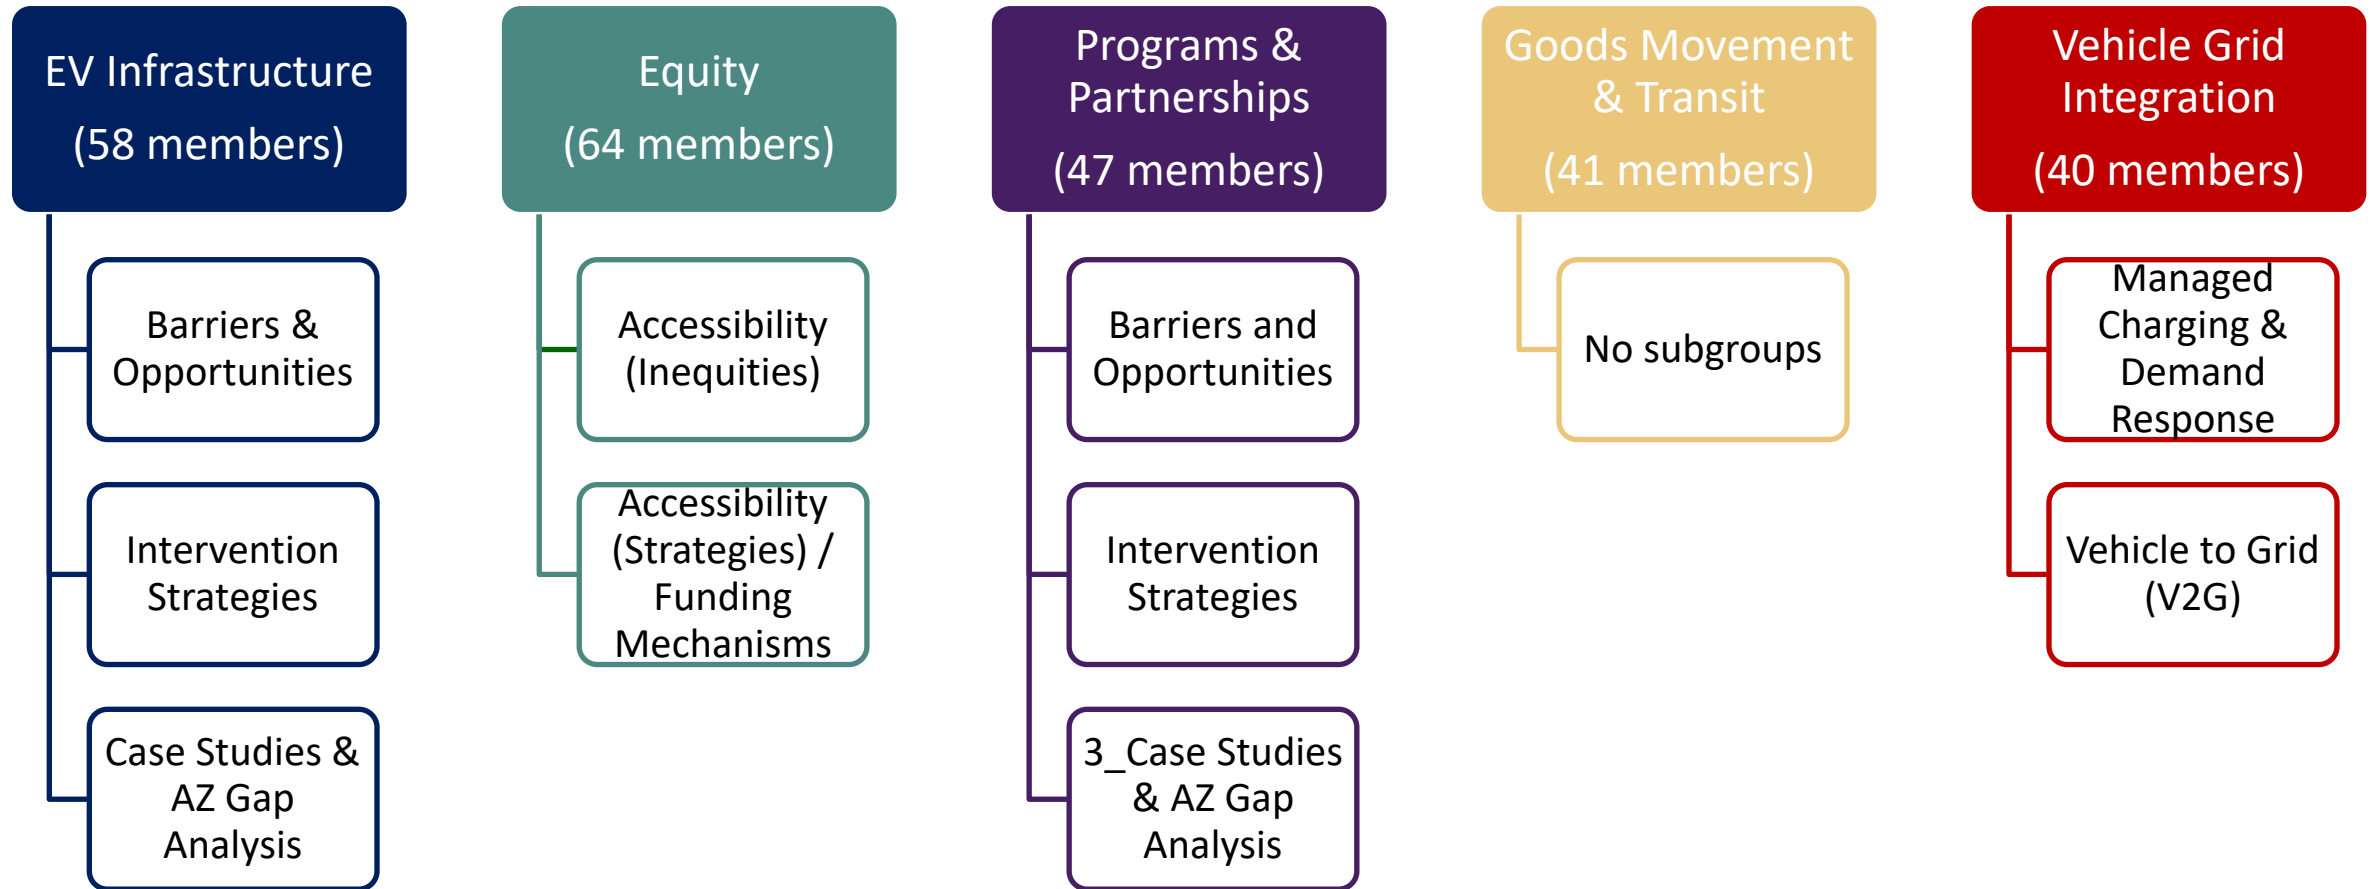 EV Infrastructure
(58 members)
Barriers &
Opportunities
Intervention
Strategies
Case Studies &
AZ Gap
Analysis
Equity
(64 members)
Accessibility
(Inequities)
Accessibility
(Strategies) /
Funding
Mechanisms
Programs &
Partnerships
(47 members)
Barriers and
Opportunities
Intervention
Strategies
3_Case Studies
& AZ Gap
Analysis
Goods Movement
& Transit
(41 members)
No subgroups
Vehicle Grid
Integration
(40 members)
Managed
Charging &
Demand
Response
Vehicle to Grid
(V2G)